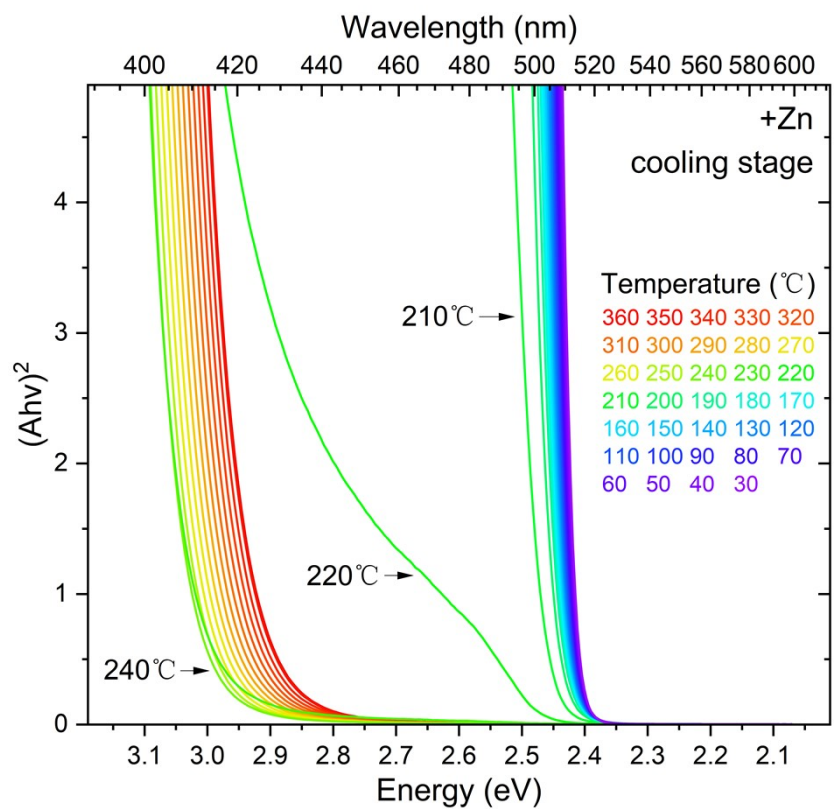 Wavelength (nm)
400 420 440 460 480 500 520 540 560 580 600
+Zn
cooling stage
4
3
2
1
0
(Ahv)²
210℃
220℃
240℃
Temperature (℃)
360 350 340 330 320
310 300 290 280 270
260 250 240 230 220
210 200 190 180 170
160 150 140 130 120
110 100 90 80 70
60 50 40 30
3.1 3.0 2.9 2.8 2.7 2.6 2.5 2.4 2.3 2.2 2.1
Energy (eV)